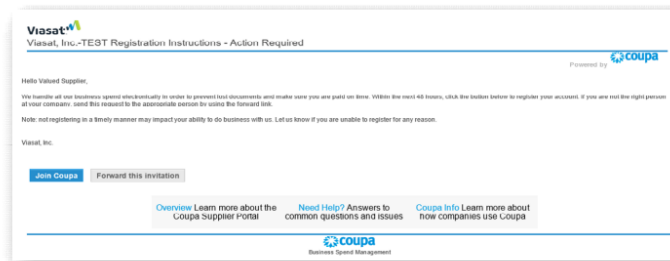 Viasat
Viasat, Inc.-TEST Registration Instructions - Action Required
Powered by coupa
Hello Valued Supplier,
We handle all our business spend electronically in order to prevent lost documents and make sure you are paid on time. Within the next 48 hours, click the button below to register your account. If you are not the right person
at your company, send this request to the appropriate person by using the forward link.
Note: not registering in a timely manner may impact your ability to do business with us. Let us know if you are unable to register for any reason.
Viasat, Inc.
Join Coupa Forward this invitation
Overview Learn more about the Need Help? Answers to Coupa Info Learn more about
Coupa Supplier Portal common questions and issues how companies use Coupa
coupa
Business Spend Management